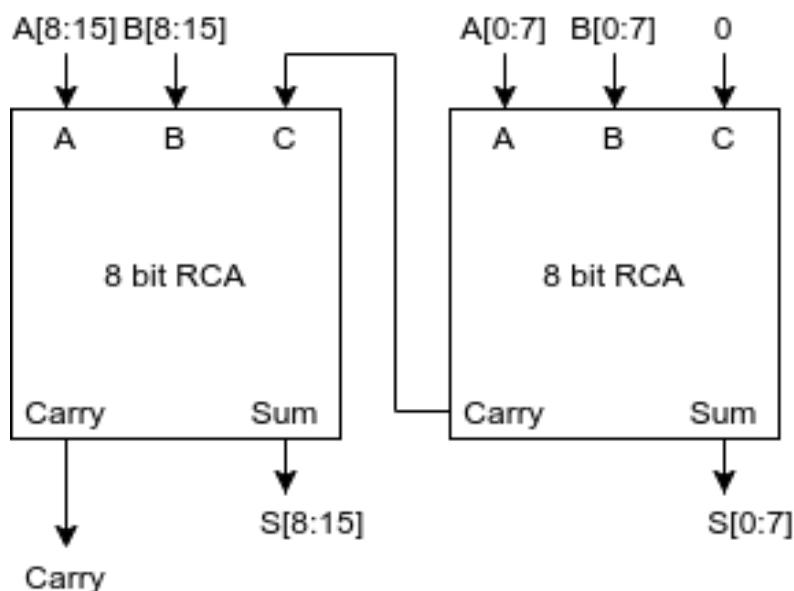 A[8:15] B[8:15] A[0:7] B[0:7] 0
A B C A B C
8 bit RCA 8 bit RCA
Carry Sum Carry Sum
S[8:15] S[0:7]
Carry